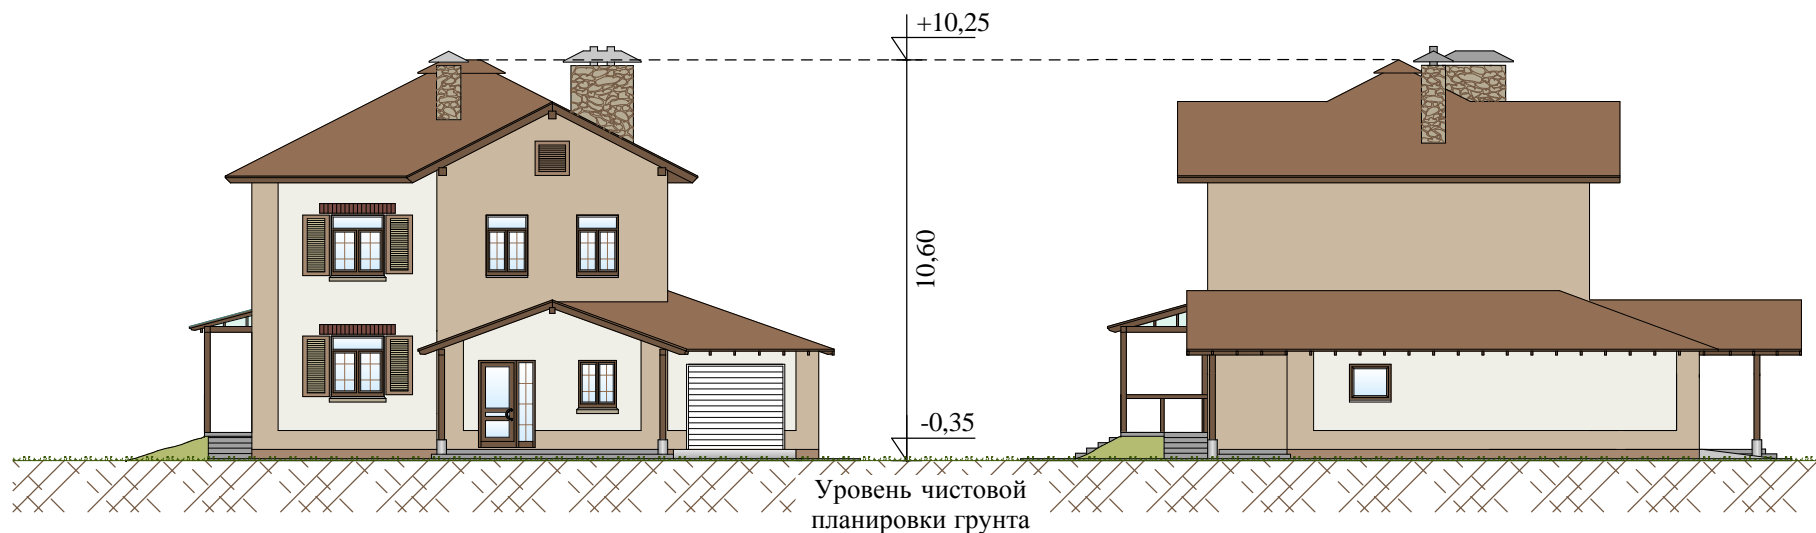 +10,25
10,60
-0,35
Уровень чистовой
планировки грунта